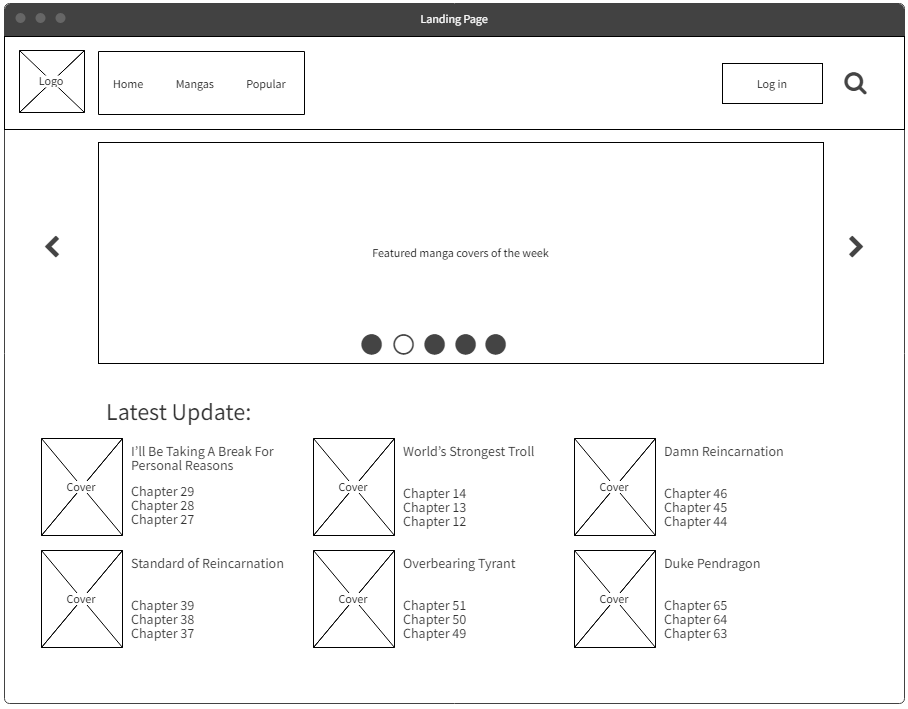 Landing Page
Logo
Home Mangas Popular
Log in
Featured manga covers of the week
Latest Update:
Cover
I'll Be Taking A Break For
Personal Reasons
Chapter 29
Chapter 28
Chapter 27
Cover
World's Strongest Troll
Chapter 14
Chapter 13
Chapter 12
Cover
Damn Reincarnation
Chapter 46
Chapter 45
Chapter 44
Cover
Standard of Reincarnation
Chapter 39
Chapter 38
Chapter 37
Cover
Overbearing Tyrant
Chapter 51
Chapter 50
Chapter 49
Cover
Duke Pendragon
Chapter 65
Chapter 64
Chapter 63